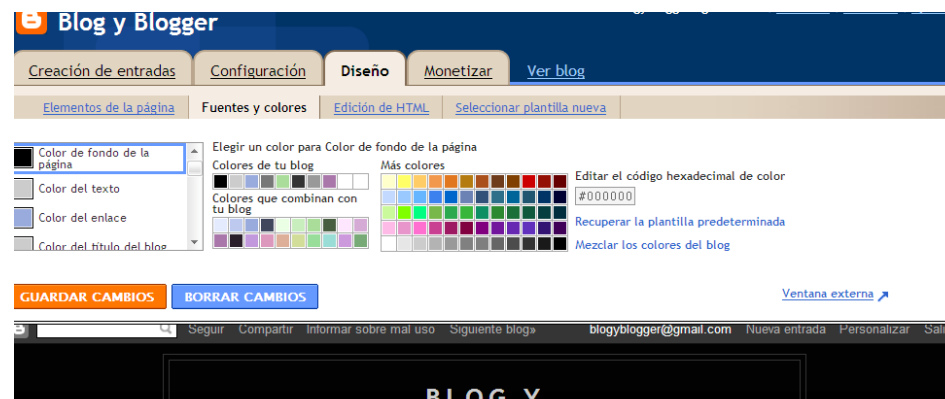 Blog y Blogger
Creación de entradas Configuración Diseño Monetizar Ver blog
Elementos de la página Fuentes y colores Edición de HTML Seleccionar plantilla nueva
Color de fondo de la
página
Color del texto
Color del enlace
Color del título del blog
Elegir un color para Color de fondo de la página
Colores de tu blog
Colores que combinan con
tu blog
Más colores
Editar el código hexadecimal de color
#000000
Recuperar la plantilla predeterminada
Mezclar los colores del blog
GUARDAR CAMBIOS BORRAR CAMBIOS Ventana externa
Seguir Compartir Informar sobre mal uso Siguiente blog» blogyblogger@gmail.com Nueva entrada Personalizar Sali
BLOG Y